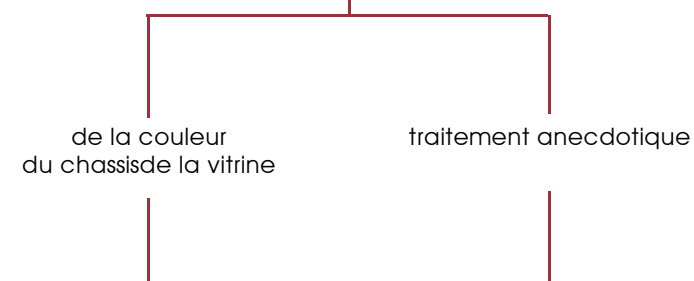 de la couleur
du chassisde la vitrine
traitement anecdotique